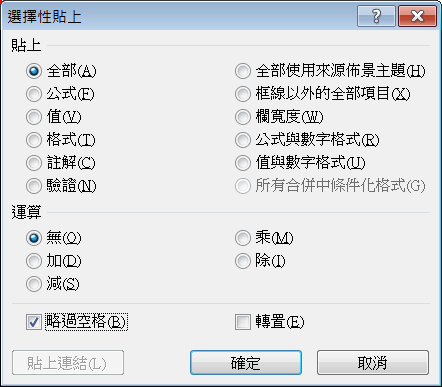 選擇性貼上
貼上
全部(A) 全部使用來源佈景主題(H)
公式(F) 框線以外的全部項目(X)
值(V) 欄寬度(W)
格式(T) 公式與數字格式(R)
註解(C) 值與數字格式(U)
驗證(N) 所有合併中條件化格式(G)
運算
無(O) 乘(M)
加(D) 除(I)
減(S)
略過空格(B) 轉置(E)
貼上連結(L) 確定 取消